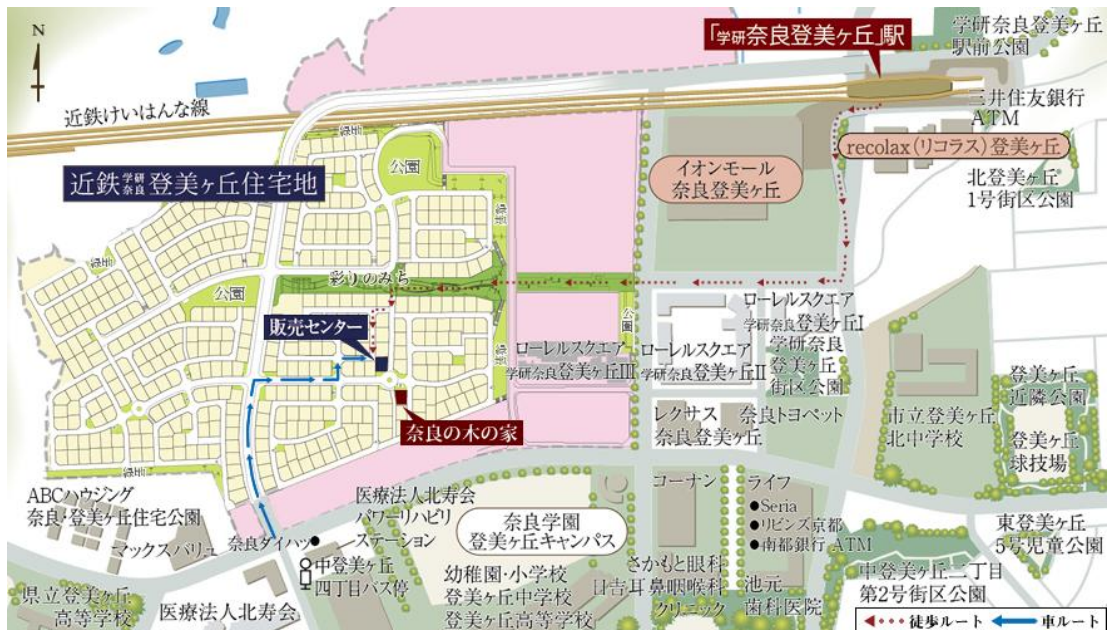 N
「学研奈良登美ヶ丘」駅
学研奈良登美ヶ丘
駅前公園
近鉄けいはんな線
三井住友銀行
ATM
緑地
公園
recolax(リコラス)登美ヶ丘
イオンモール
奈良登美ヶ丘
近鉄学研奈良登美ヶ丘住宅地
北登美ヶ丘
1号街区公園
緑地
緑地
彩りのみち
公園
販売センター
公園
ローレルスクエア
学研奈良登美ヶ丘I
ローレルスクエア
学研奈良登美ヶ丘III
ローレルスクエア
学研奈良登美ヶ丘II
学研奈良
登美ヶ丘
街区公園
緑地
登美ヶ丘
近隣公園
奈良の木の家
レクサス
奈良登美ヶ丘
奈良トヨペット
市立登美ヶ丘
北中学校
登美ヶ丘
球技場
緑地
ABCハウジング
奈良・登美ヶ丘住宅公園
マックスバリュ
奈良ダイハツ
医療法人北寿会
パワーリハビリ
ステーション
奈良学園
登美ヶ丘キャンパス
コーナン
ライフ
Seria
リビンズ京都
南都銀行 ATM
東登美ヶ丘
5号児童公園
中登美ヶ丘
四丁目バス停
幼稚園・小学校
登美ヶ丘中学校
登美ヶ丘高等学校
さかもと眼科
日吉耳鼻咽喉科
クリニック
池元
歯科医院
中登美ヶ丘二丁目
第2号街区公園
県立登美ヶ丘
高等学校
医療法人北寿会
徒歩ルート
車ルート